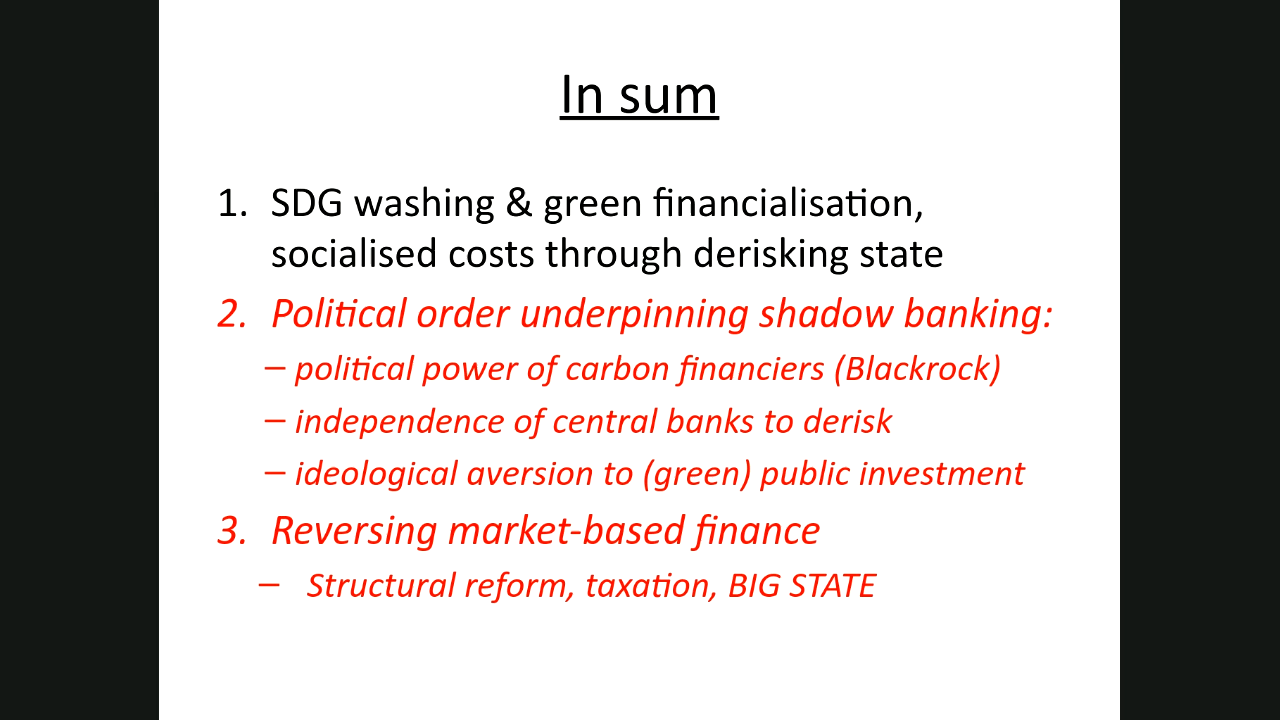 In sum
1. SDG washing & green financialisation,
socialised costs through derisking state
2. Political order underpinning shadow banking:
– political power of carbon financiers (Blackrock)
– independence of central banks to derisk
– ideological aversion to (green) public investment
3. Reversing market-based finance
– Structural reform, taxation, BIG STATE